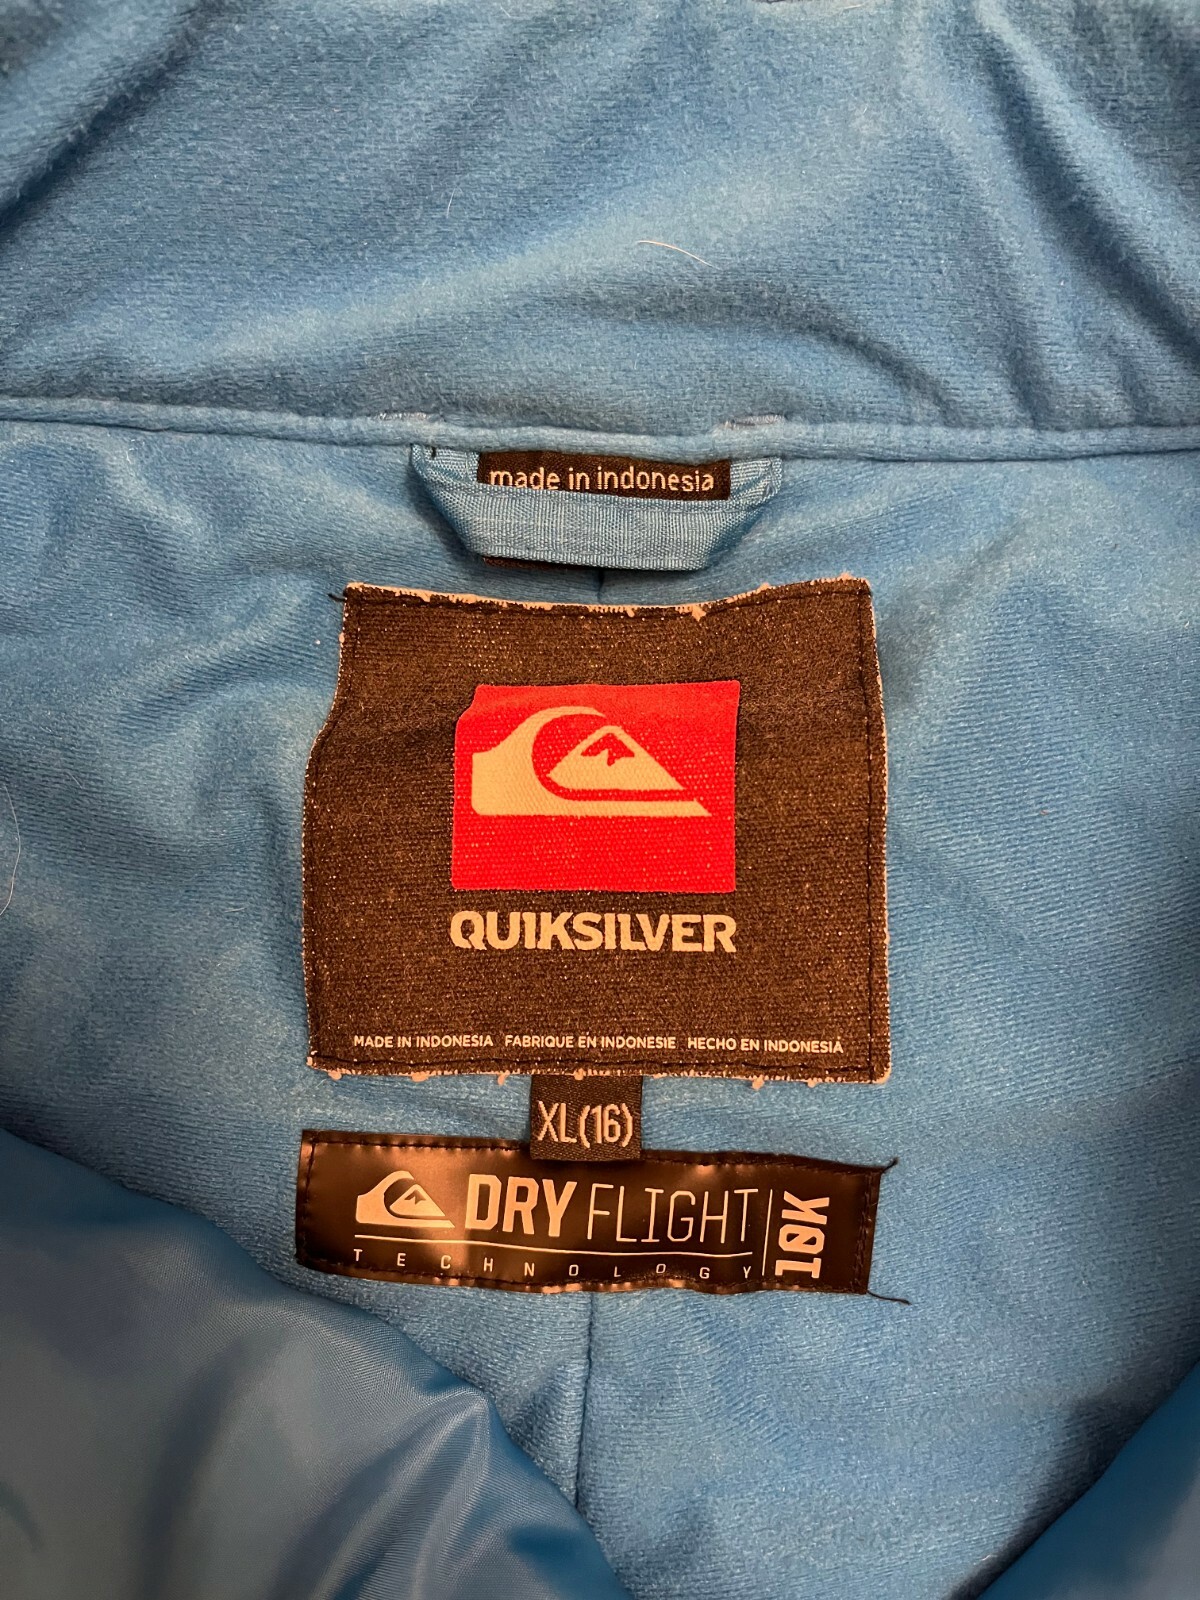 made in indonesia
QUIKSILVER
MADE IN INDONESIA FABRIQUE EN INDONESIE HECHO EN INDONESIA
XL(16)
DRY FLIGHT 10K
TECHNOLOGY